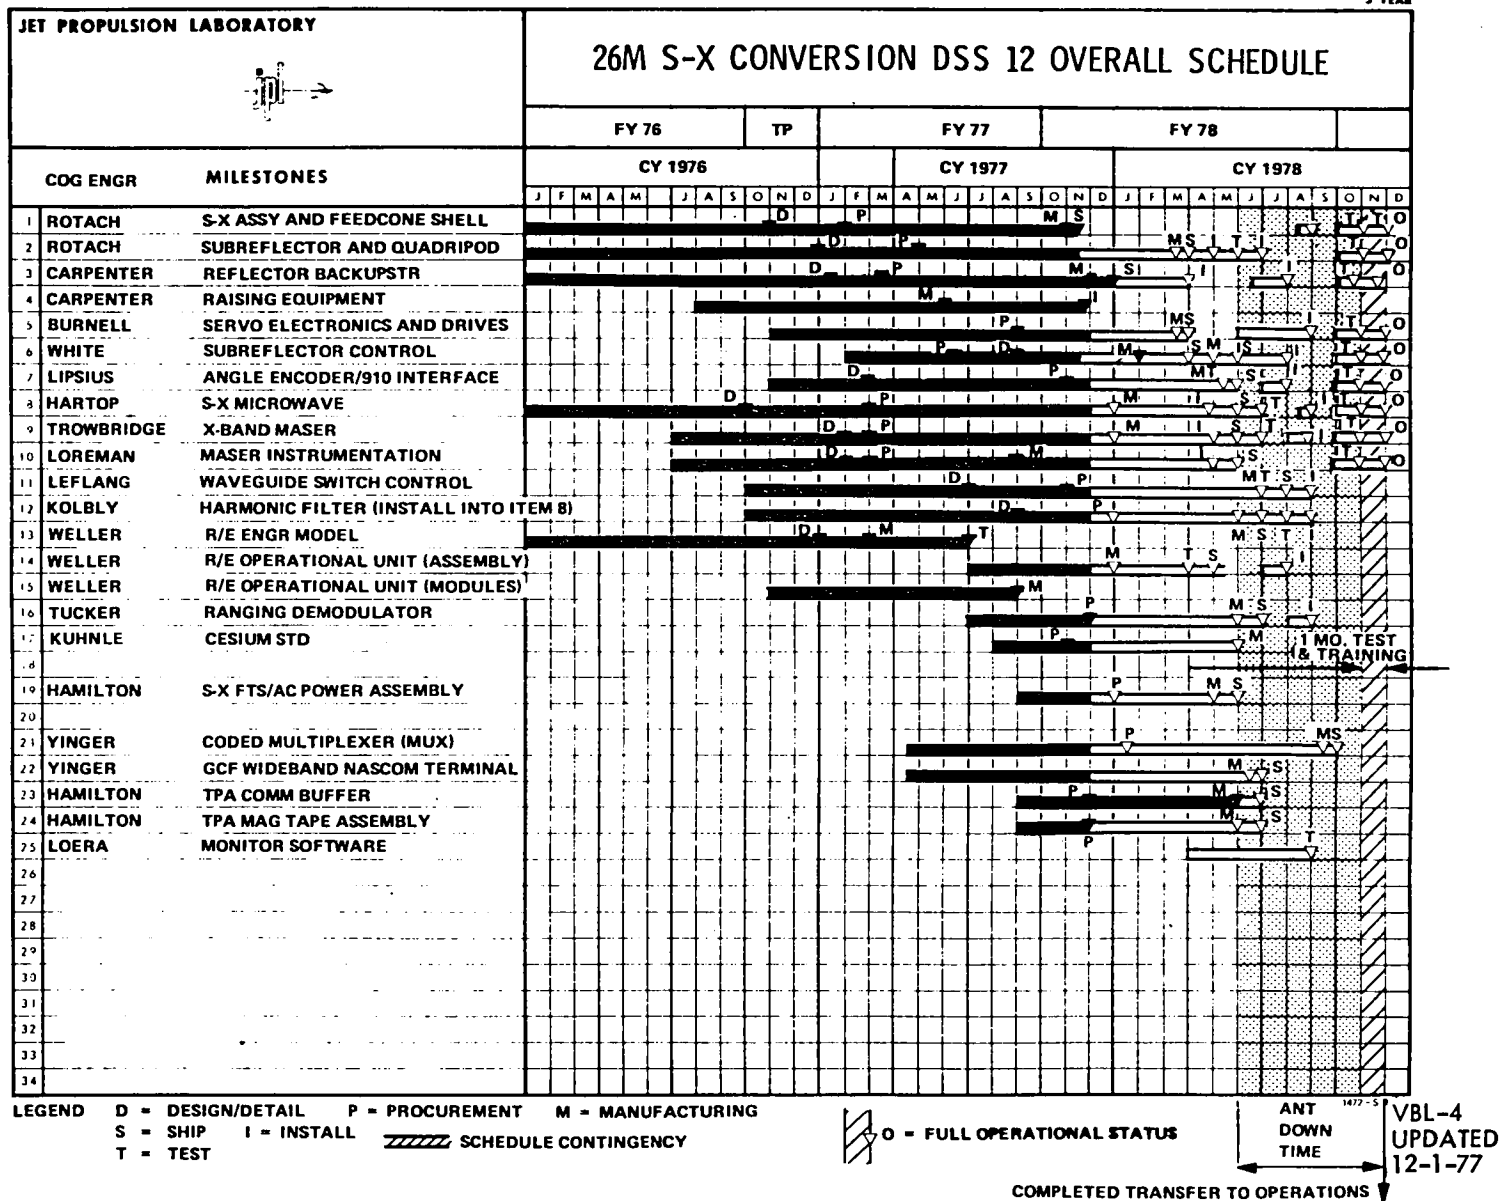 JET PROPULSION LABORATORY
26M S-X CONVERSION DSS 12 OVERALL SCHEDULE
FY 76 TP FY 77 FY 78
COG ENGR MILESTONES CY 1976 CY 1977 CY 1978
J F M A M J A S O N D J F M A M J J A S O N D J F M A M J J A S O N D
1 ROTACH S-X ASSY AND FEEDCONE SHELL D P M S I T T O
2 ROTACH SUBREFLECTOR AND QUADRIPOD D P M S I T T O
3 CARPENTER REFLECTOR BACKUPSTR D P M S I I T O
4 CARPENTER RAISING EQUIPMENT M I
5 BURNELL SERVO ELECTRONICS AND DRIVES P MS I T O
6 WHITE SUBREFLECTOR CONTROL P D M S M S I T O
7 LIPSIUS ANGLE ENCODER/910 INTERFACE D P MT S I T O
8 HARTOP S-X MICROWAVE D P M I S T I T O
9 TROWBRIDGE X-BAND MASER D P M I S T I T O
10 LOREMAN MASER INSTRUMENTATION D P M S T O
11 LEFLANG WAVEGUIDE SWITCH CONTROL D P M T S I
12 KOLBLY HARMONIC FILTER (INSTALL INTO ITEM 8) D P M S T
13 WELLER R/E ENGR MODEL D M T
14 WELLER R/E OPERATIONAL UNIT (ASSEMBLY) M T S I
15 WELLER R/E OPERATIONAL UNIT (MODULES) M
16 TUCKER RANGING DEMODULATOR P M S
17 KUHNLE CESIUM STD P M
1 MO. TEST
& TRAINING
18
19 HAMILTON S-X FTS/AC POWER ASSEMBLY P M S
20
21 YINGER CODED MULTIPLEXER (MUX) P MS
22 YINGER GCF WIDEBAND NASCOM TERMINAL M S
23 HAMILTON TPA COMM BUFFER P M S
24 HAMILTON TPA MAG TAPE ASSEMBLY P M S
25 LOERA MONITOR SOFTWARE T
26
27
28
29
30
31
32
33
34
LEGEND D = DESIGN/DETAIL P = PROCUREMENT M = MANUFACTURING
S = SHIP I = INSTALL SCHEDULE CONTINGENCY O = FULL OPERATIONAL STATUS
T = TEST
ANT
DOWN
TIME
1477-S
VBL-4
UPDATED
12-1-77
COMPLETED TRANSFER TO OPERATIONS